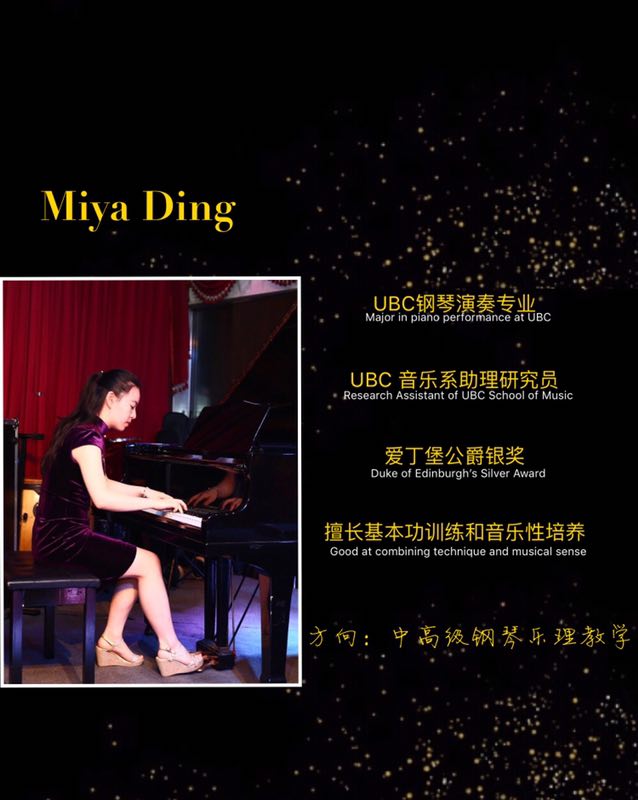 Miya Ding
UBC钢琴演奏专业
Major in piano performance at UBC
UBC 音乐系助理研究员
Research Assistant of UBC School of Music
爱丁堡公爵银奖
Duke of Edinburgh's Silver Award
擅长基本功训练和音乐性培养
Good at combining technique and musical sense
方向：中高级钢琴乐理教学